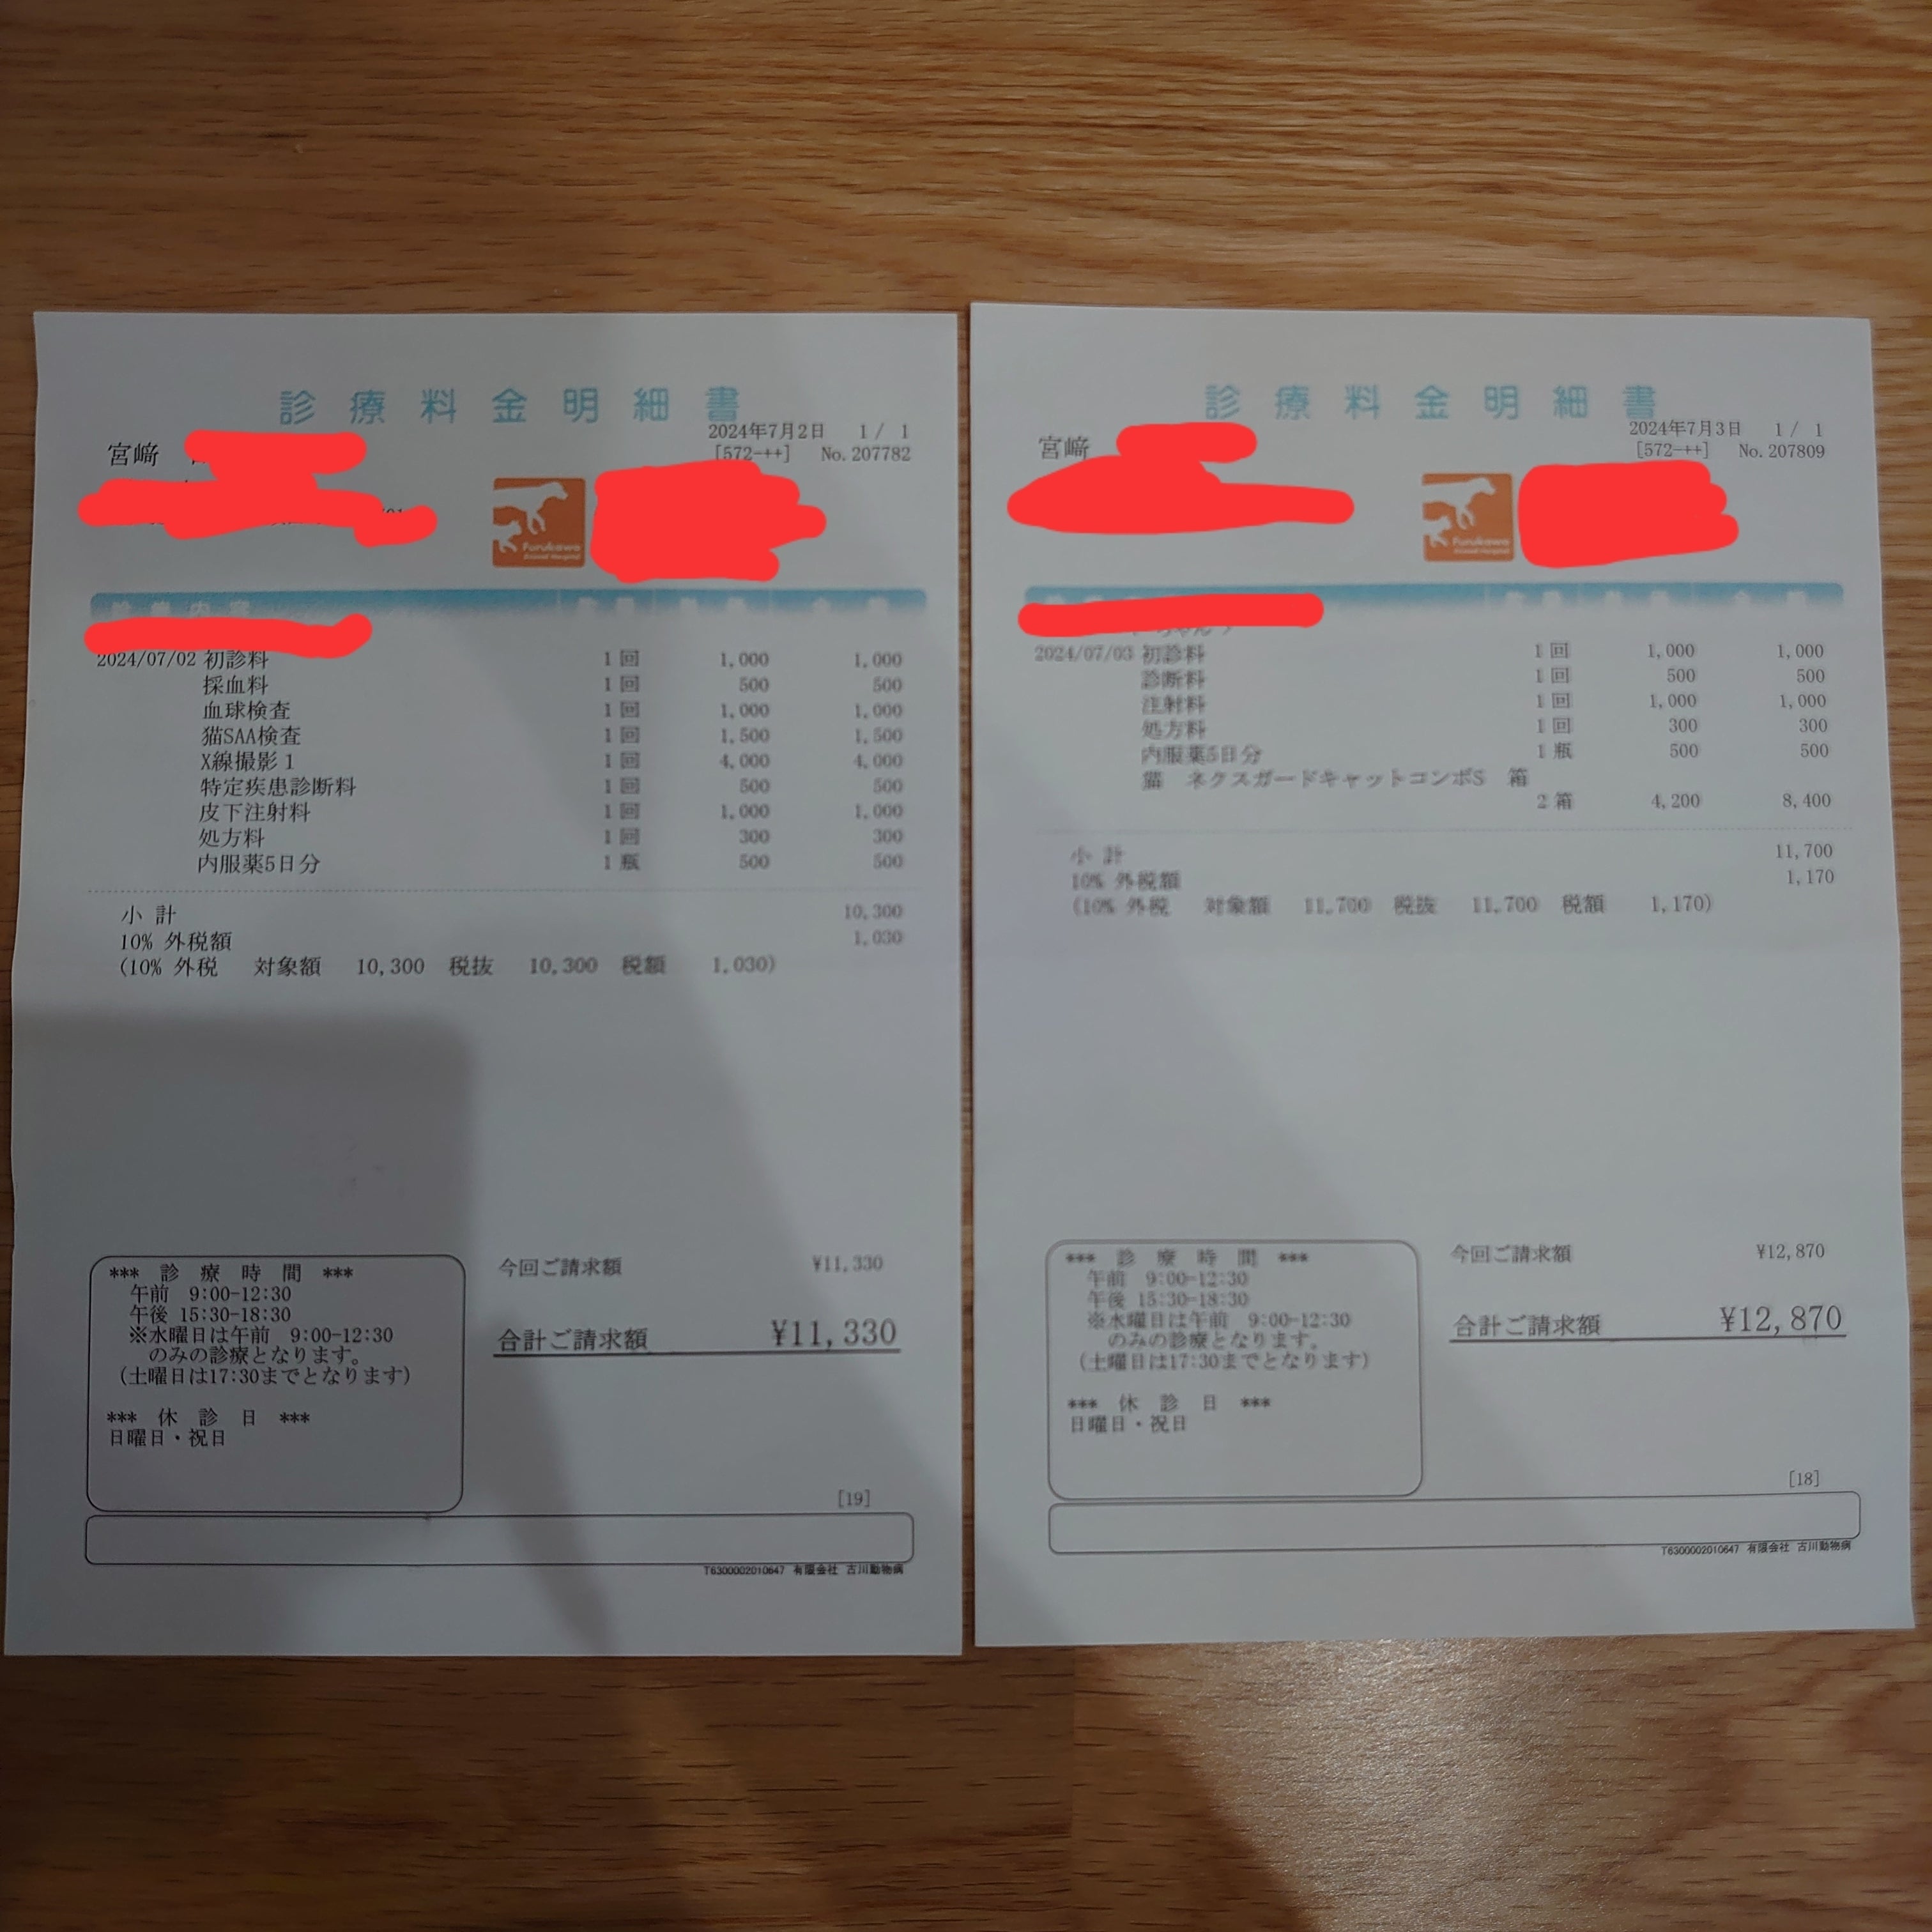 診療料金明細書
2024年7月2日 1/ 1
宮﨑
[572-++] No.207782
Furukawa
Animal Hospital
診療内容
2024/07/02 初診料 1回 1,000 1,000
採血料 1回 500 500
血球検査 1回 1,000 1,000
猫SAA検査 1回 1,500 1,500
X線撮影1 1回 4,000 4,000
特定疾患診断料 1回 500 500
皮下注射料 1回 1,000 1,000
処方料 1回 300 300
内服薬5日分 1瓶 500 500
小 計 10,300
10% 外税額 1,030
(10% 外税 対象額 10,300 税抜 10,300 税額 1,030)
*** 診 療 時 間 ***
午前 9:00-12:30
午後 15:30-18:30
※水曜日は午前 9:00-12:30
のみの診療となります。
(土曜日は17:30までとなります)
*** 休 診 日 ***
日曜日・祝日
今回ご請求額 ¥11,330
合計ご請求額 ¥11,330
[19]
T6300002010647 有限会社 古川動物病
診療料金明細書
2024年7月3日 1/ 1
宮﨑
[572-++] No.207809
Furukawa
Animal Hospital
2024/07/03 初診料 1回 1,000 1,000
診断料 1回 500 500
注射料 1回 1,000 1,000
処方料 1回 300 300
内服薬5日分 1瓶 500 500
猫 ネクスガードキャットコンボS 箱
2箱 4,200 8,400
小 計 11,700
10% 外税額 1,170
(10% 外税 対象額 11,700 税抜 11,700 税額 1,170)
*** 診 療 時 間 ***
午前 9:00-12:30
午後 15:30-18:30
※水曜日は午前 9:00-12:30
のみの診療となります。
(土曜日は17:30までとなります)
*** 休 診 日 ***
日曜日・祝日
今回ご請求額 ¥12,870
合計ご請求額 ¥12,870
[18]
T6300002010647 有限会社 古川動物病